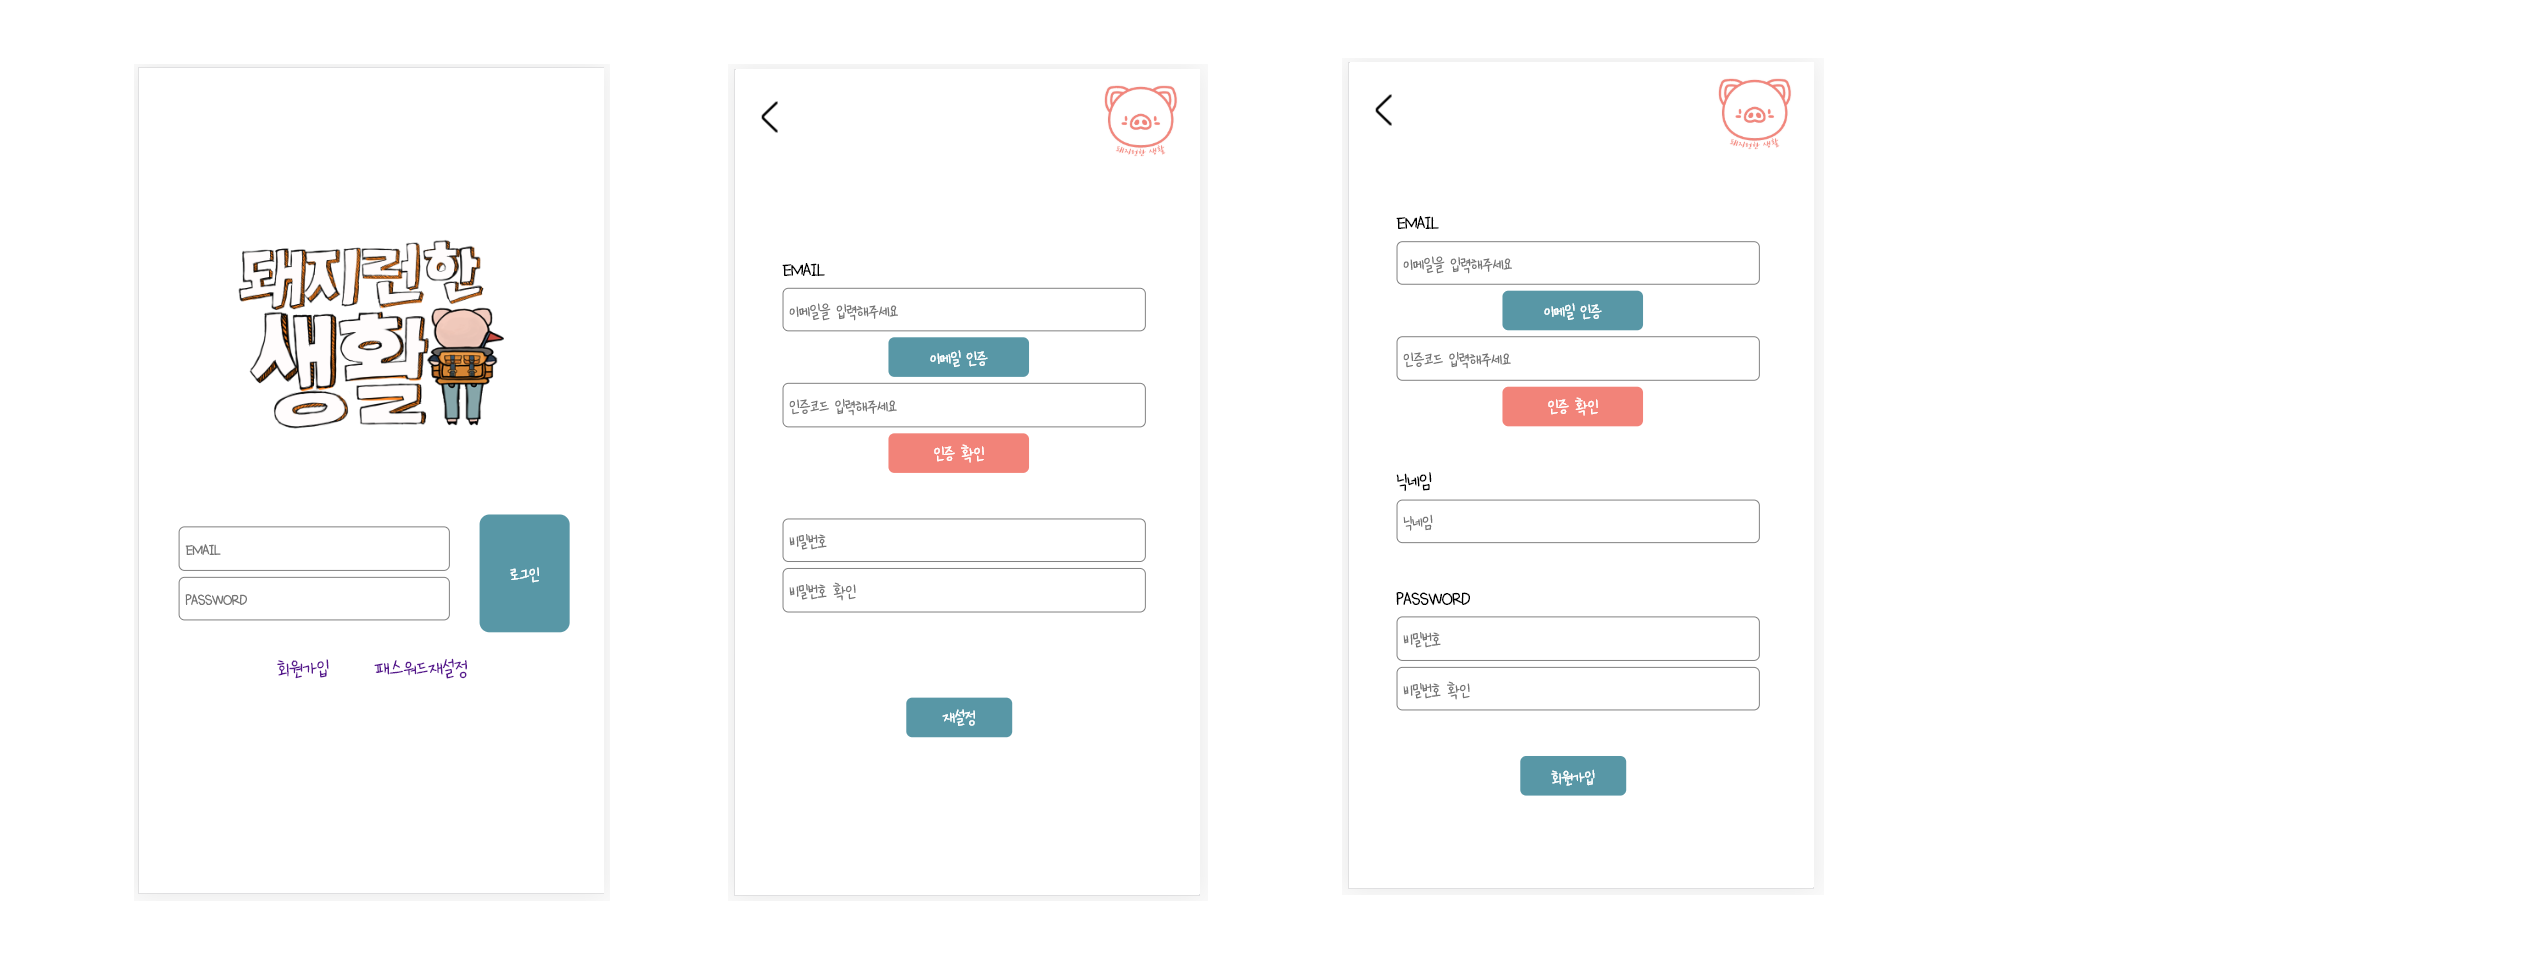 돼지런한
생활
EMAIL
PASSWORD
로그인
회원가입 패스워드재설정
돼지런한 생활
EMAIL
이메일을 입력해주세요
이메일 인증
인증코드 입력해주세요
인증 확인
비밀번호
비밀번호 확인
재설정
돼지런한 생활
EMAIL
이메일을 입력해주세요
이메일 인증
인증코드 입력해주세요
인증 확인
닉네임
닉네임
PASSWORD
비밀번호
비밀번호 확인
회원가입